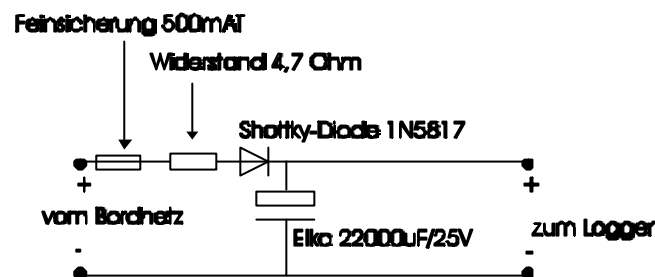 Feinsicherung 500mAT
Widerstand 4,7 Ohm
Shottky-Diode 1N5817
+
+
vom Bordnetz
zum Logger
Elko 22000uF/25V
-
-